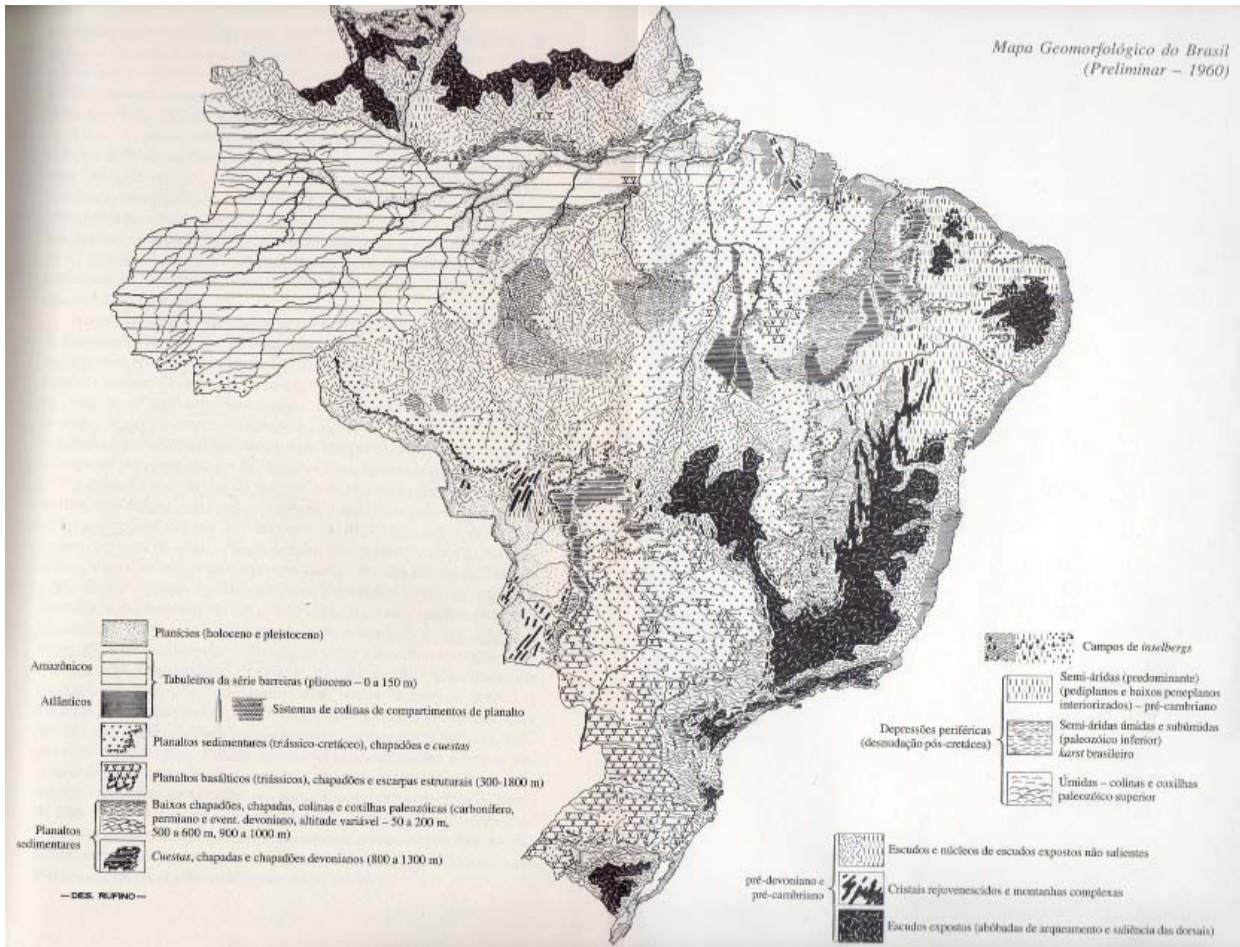 Mapa Geomorfológico do Brasil
(Preliminar – 1960)
Planícies (holoceno e pleistoceno)
Amazônicos
Atlânticos
Tabuleiros da série barreiras (plioceno – 0 a 150 m)
Sistemas de colinas de compartimentos de planalto
Planaltos sedimentares (triássico-cretáceo), chapadões e cuestas
Planaltos basálticos (triássicos), chapadões e escarpas estruturais (300-1800 m)
Planaltos
sedimentares
Baixos chapadões, chapadas, colinas e coxilhas paleozóicas (carbonífero,
permiano e event. devoniano, altitude variável – 50 a 200 m,
500 a 600 m, 900 a 1000 m)
Cuestas, chapadas e chapadões devonianos (800 a 1300 m)
—DES. RUFINO—
Campos de inselbergs
Depressões periféricas
(desnudação pós-cretácea)
Semi-áridas (predominante)
(pediplanos e baixos peneplanos
interiorizados) – pré-cambriano
Semi-áridas úmidas e subúmidas
(paleozóico inferior)
karst brasileiro
Úmidas – colinas e coxilhas
paleozóico superior
pré-devoniano e
pré-cambriano
Escudos e núcleos de escudos expostos não salientes
Cristais rejuvenescidos e montanhas complexas
Escudos expostos (abóbadas de arqueamento e saliência das dorsais)